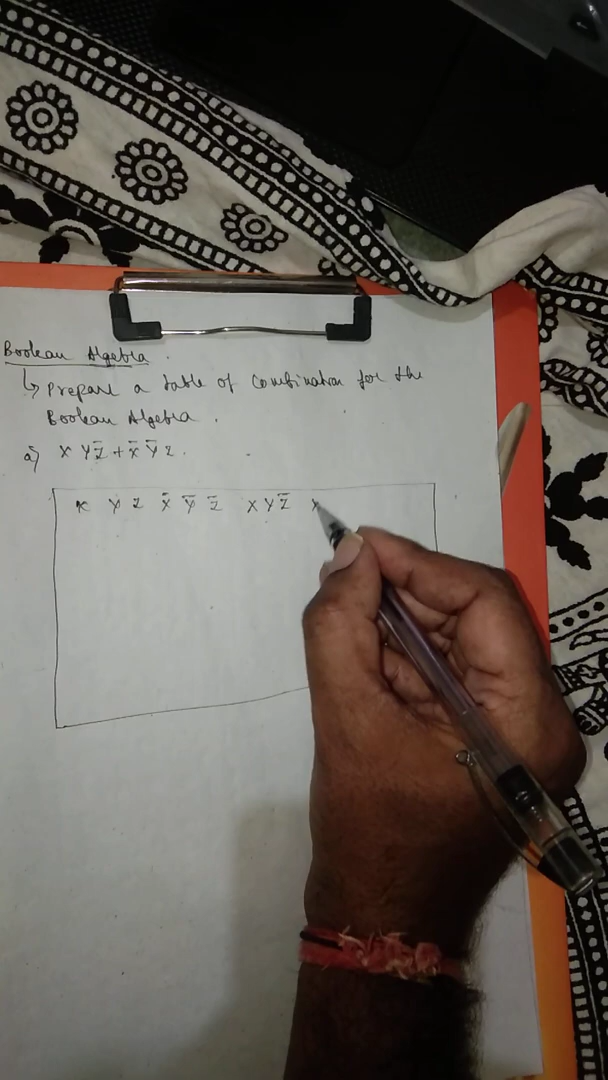 Boolean Algebra.
↳ Prepare a table of Combination for the
Boolean Algebra.
a) X Y Z̄ + X̄ Ȳ Z.
X Y Z X̄ Ȳ Z̄ X Y Z̄ X